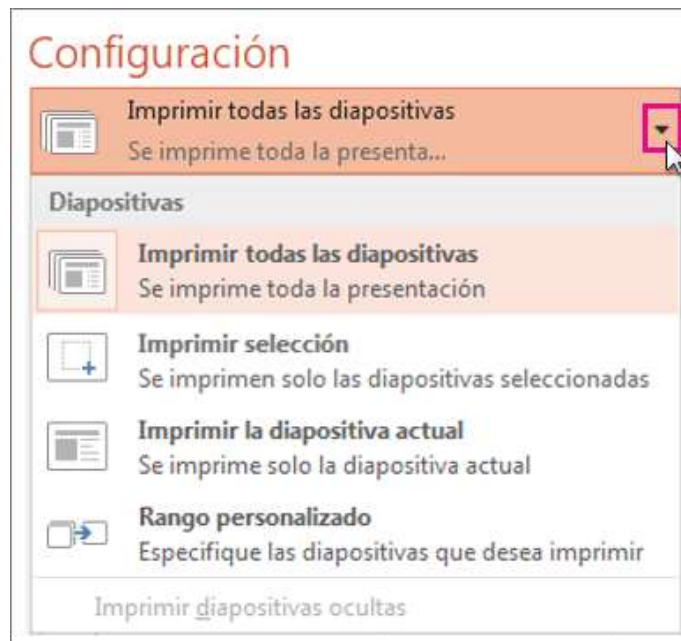 Configuración
Imprimir todas las diapositivas
Se imprime toda la presenta...
Diapositivas
Imprimir todas las diapositivas
Se imprime toda la presentación
Imprimir selección
Se imprimen solo las diapositivas seleccionadas
Imprimir la diapositiva actual
Se imprime solo la diapositiva actual
Rango personalizado
Especifique las diapositivas que desea imprimir
Imprimir diapositivas ocultas